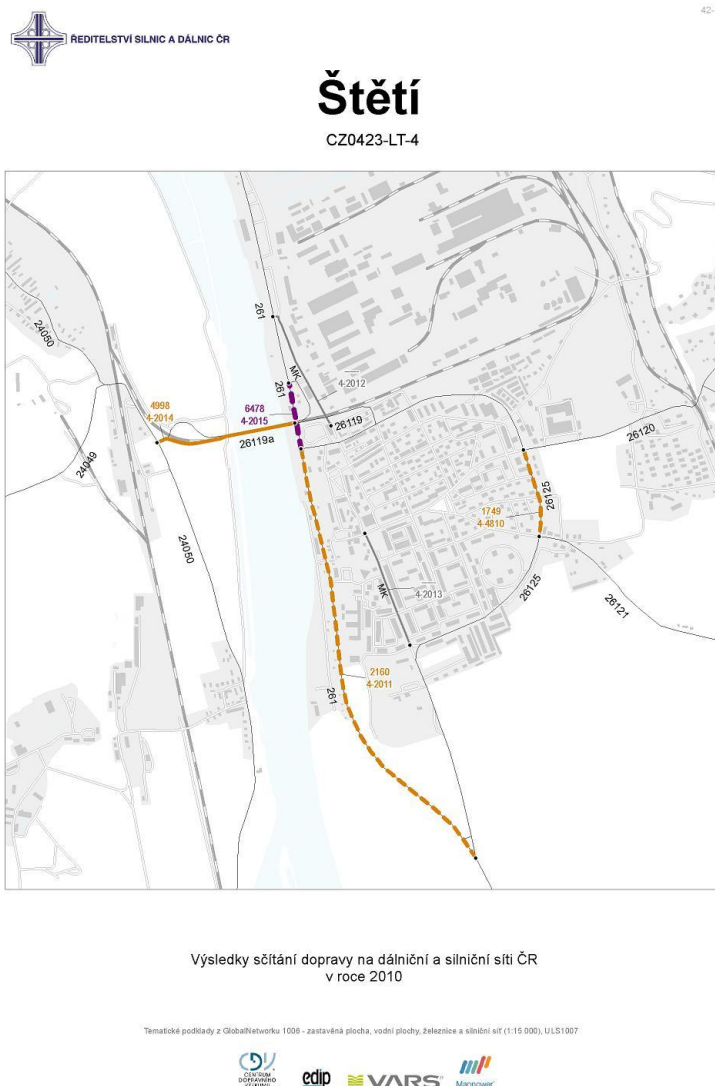 42-
ŘEDITELSTVÍ SILNIC A DÁLNIC ČR
Štětí
CZ0423-LT-4
261
24050
MK
4-2012
261
4998
4-2014
6478
4-2015
26119
26119a
26120
24049
26125
1749
4-4810
24050
MK
4-2013
26125
26121
2160
4-2011
261
Výsledky sčítání dopravy na dálniční a silniční síti ČR
v roce 2010
Tematické podklady z GlobalNetworku 1006 - zastavěná plocha, vodní plochy, železnice a silniční síť (1:15 000), ULS1007
CDV
CENTRUM
DOPRAVNÍHO
VÝZKUMU
edip
VARS
Manpower